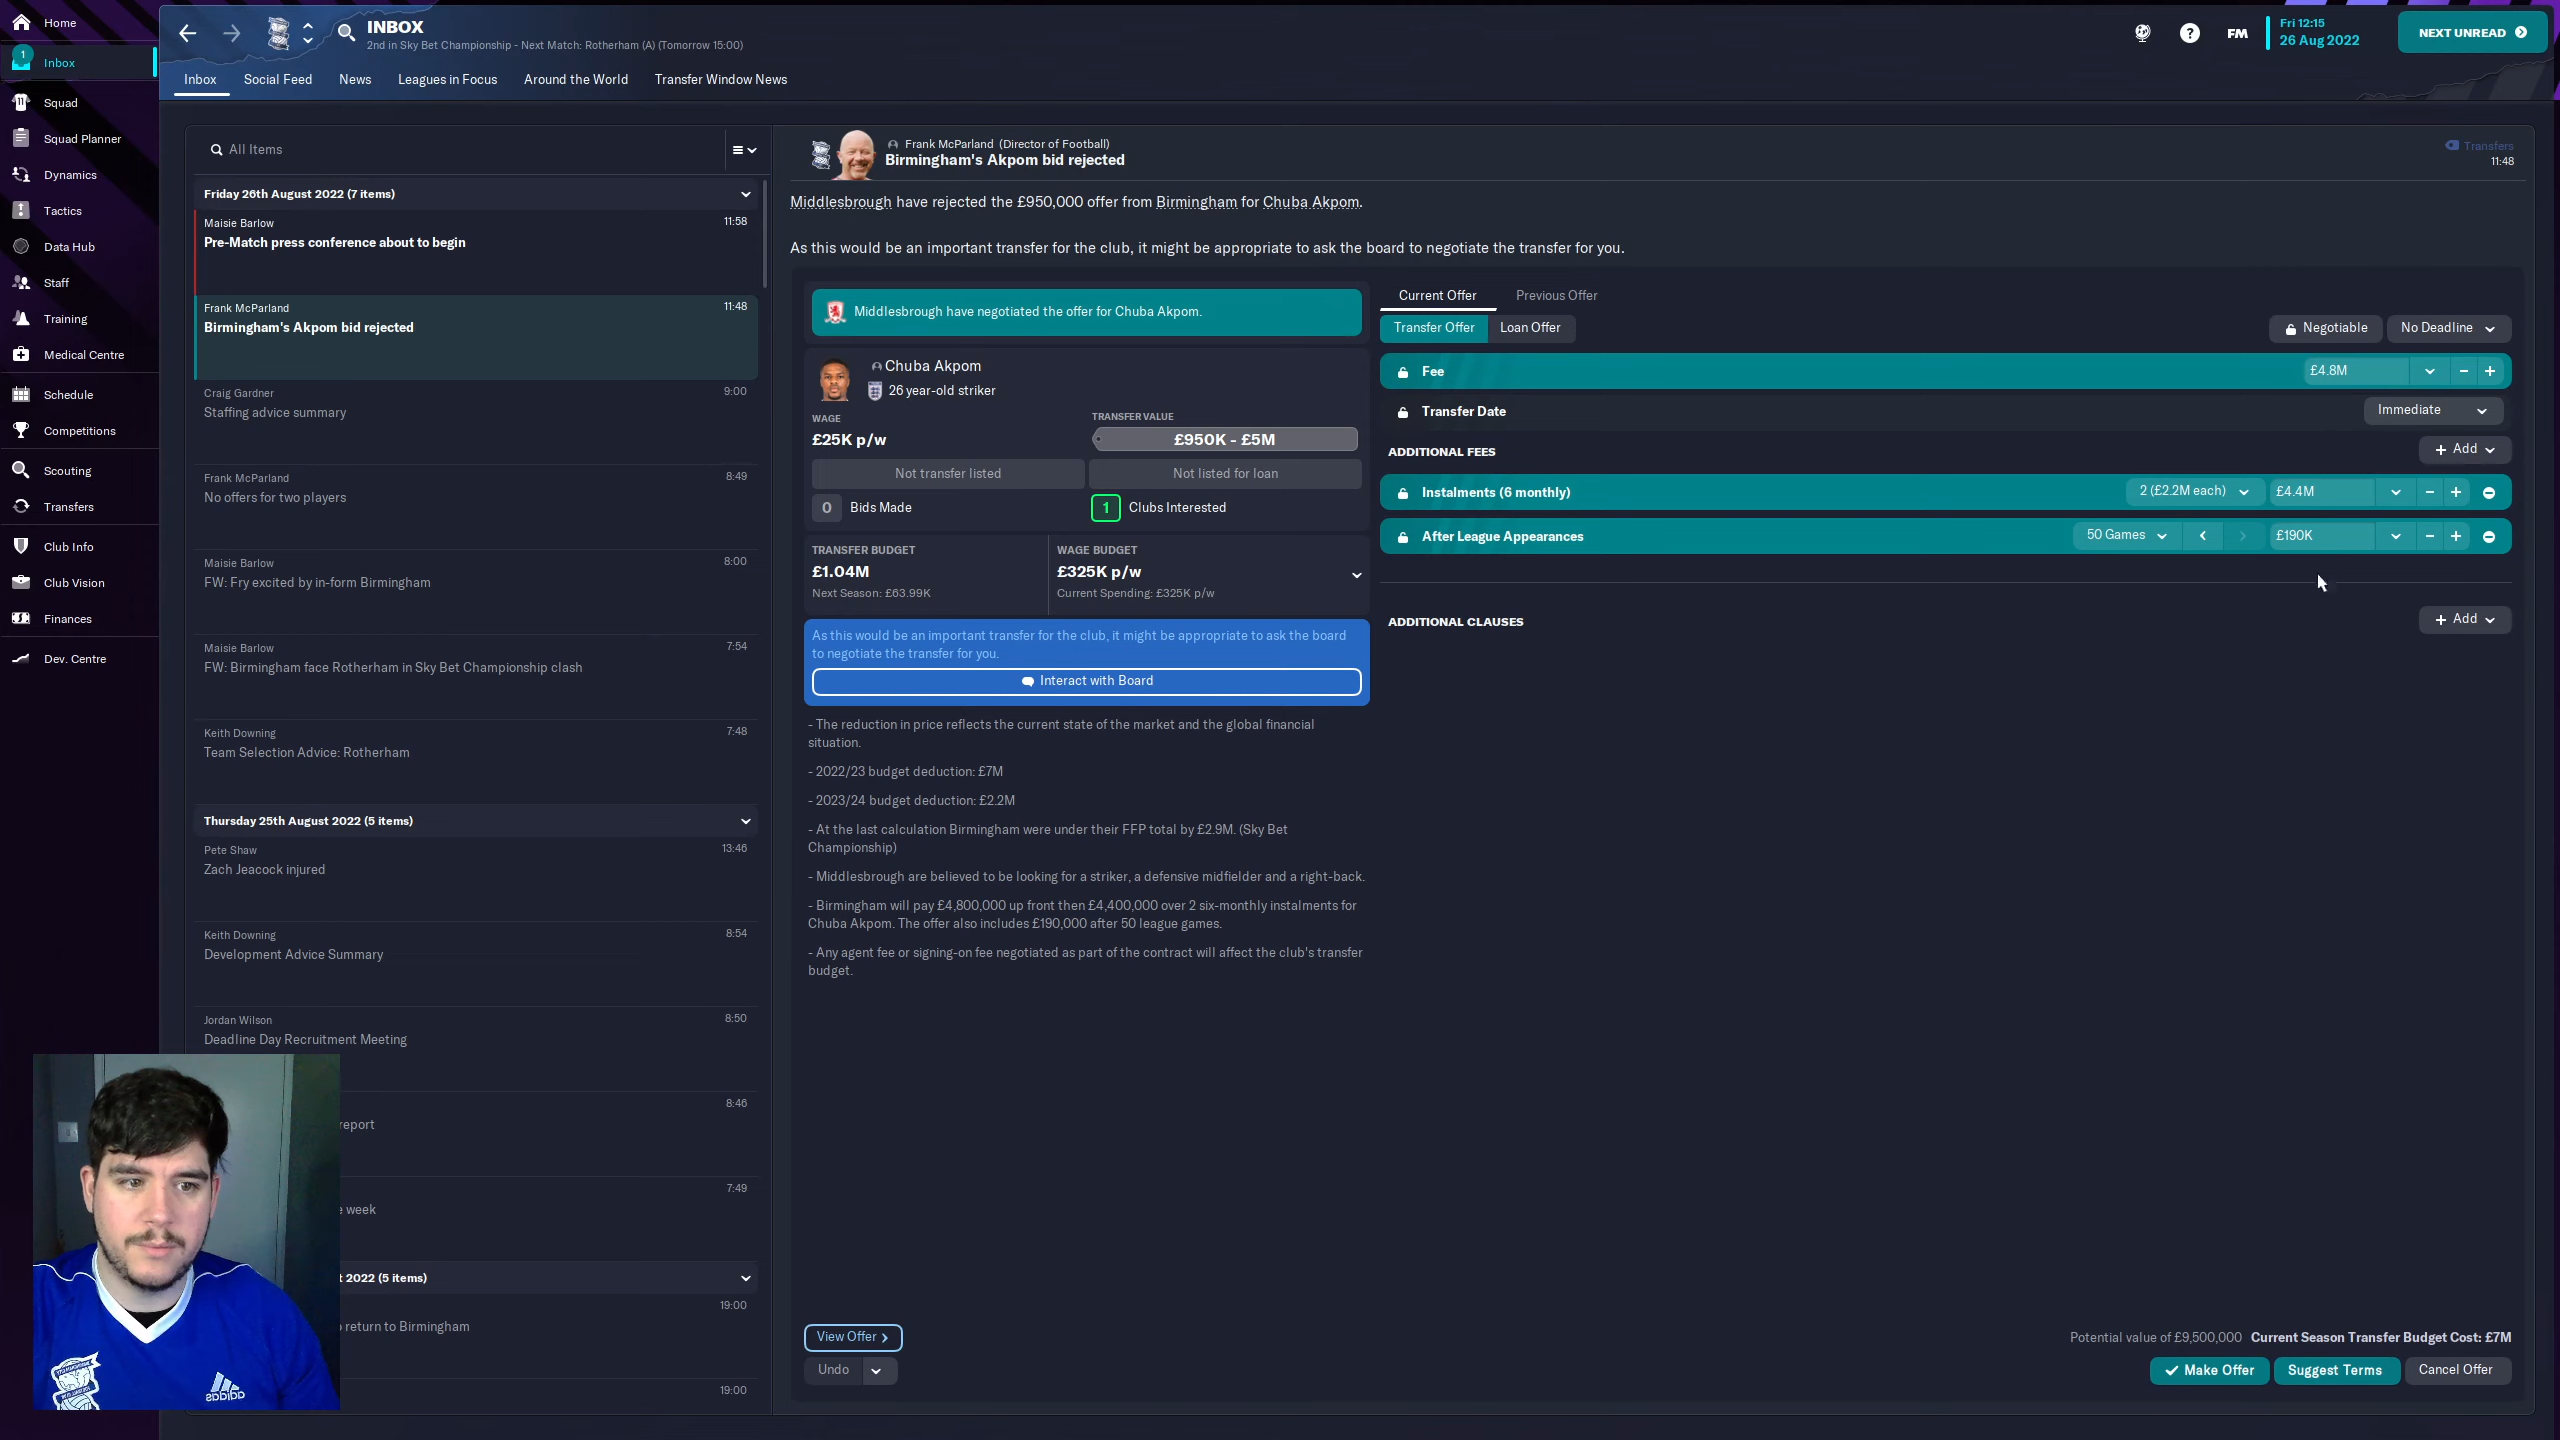 Home
1
Inbox
Squad
Squad Planner
Dynamics
Tactics
Data Hub
Staff
Training
Medical Centre
Schedule
Competitions
Scouting
Transfers
Club Info
Club Vision
Finances
Dev. Centre
INBOX
2nd in Sky Bet Championship - Next Match: Rotherham (A) (Tomorrow 15:00)
FM
Fri 12:15
26 Aug 2022
NEXT UNREAD
Inbox Social Feed News Leagues in Focus Around the World Transfer Window News
All Items
Friday 26th August 2022 (7 items)
Maisie Barlow 11:58
Pre-Match press conference about to begin
Frank McParland 11:48
Birmingham's Akpom bid rejected
Craig Gardner 9:00
Staffing advice summary
Frank McParland 8:49
No offers for two players
Maisie Barlow 8:00
FW: Fry excited by in-form Birmingham
Maisie Barlow 7:54
FW: Birmingham face Rotherham in Sky Bet Championship clash
Keith Downing 7:48
Team Selection Advice: Rotherham
Thursday 25th August 2022 (5 items)
Pete Shaw 13:46
Zach Jeacock injured
Keith Downing 8:54
Development Advice Summary
Jordan Wilson 8:50
Deadline Day Recruitment Meeting
8:46
report
7:49
e week
t 2022 (5 items)
19:00
return to Birmingham
19:00
adidas
Frank McParland (Director of Football)
Birmingham's Akpom bid rejected
Transfers
11:48
Middlesbrough have rejected the £950,000 offer from Birmingham for Chuba Akpom.
As this would be an important transfer for the club, it might be appropriate to ask the board to negotiate the transfer for you.
Middlesbrough have negotiated the offer for Chuba Akpom.
Chuba Akpom
26 year-old striker
WAGE TRANSFER VALUE
£25K p/w £950K - £5M
Not transfer listed Not listed for loan
0 Bids Made 1 Clubs Interested
TRANSFER BUDGET WAGE BUDGET
£1.04M £325K p/w
Next Season: £63.99K Current Spending: £325K p/w
As this would be an important transfer for the club, it might be appropriate to ask the board
to negotiate the transfer for you.
Interact with Board
- The reduction in price reflects the current state of the market and the global financial
situation.
- 2022/23 budget deduction: £7M
- 2023/24 budget deduction: £2.2M
- At the last calculation Birmingham were under their FFP total by £2.9M. (Sky Bet
Championship)
- Middlesbrough are believed to be looking for a striker, a defensive midfielder and a right-back.
- Birmingham will pay £4,800,000 up front then £4,400,000 over 2 six-monthly instalments for
Chuba Akpom. The offer also includes £190,000 after 50 league games.
- Any agent fee or signing-on fee negotiated as part of the contract will affect the club's transfer
budget.
View Offer
Undo
Current Offer Previous Offer
Transfer Offer Loan Offer Negotiable No Deadline
Fee £4.8M
Transfer Date Immediate
ADDITIONAL FEES Add
Instalments (6 monthly) 2 (£2.2M each) £4.4M
After League Appearances 50 Games £190K
ADDITIONAL CLAUSES Add
Potential value of £9,500,000 Current Season Transfer Budget Cost: £7M
Make Offer Suggest Terms Cancel Offer